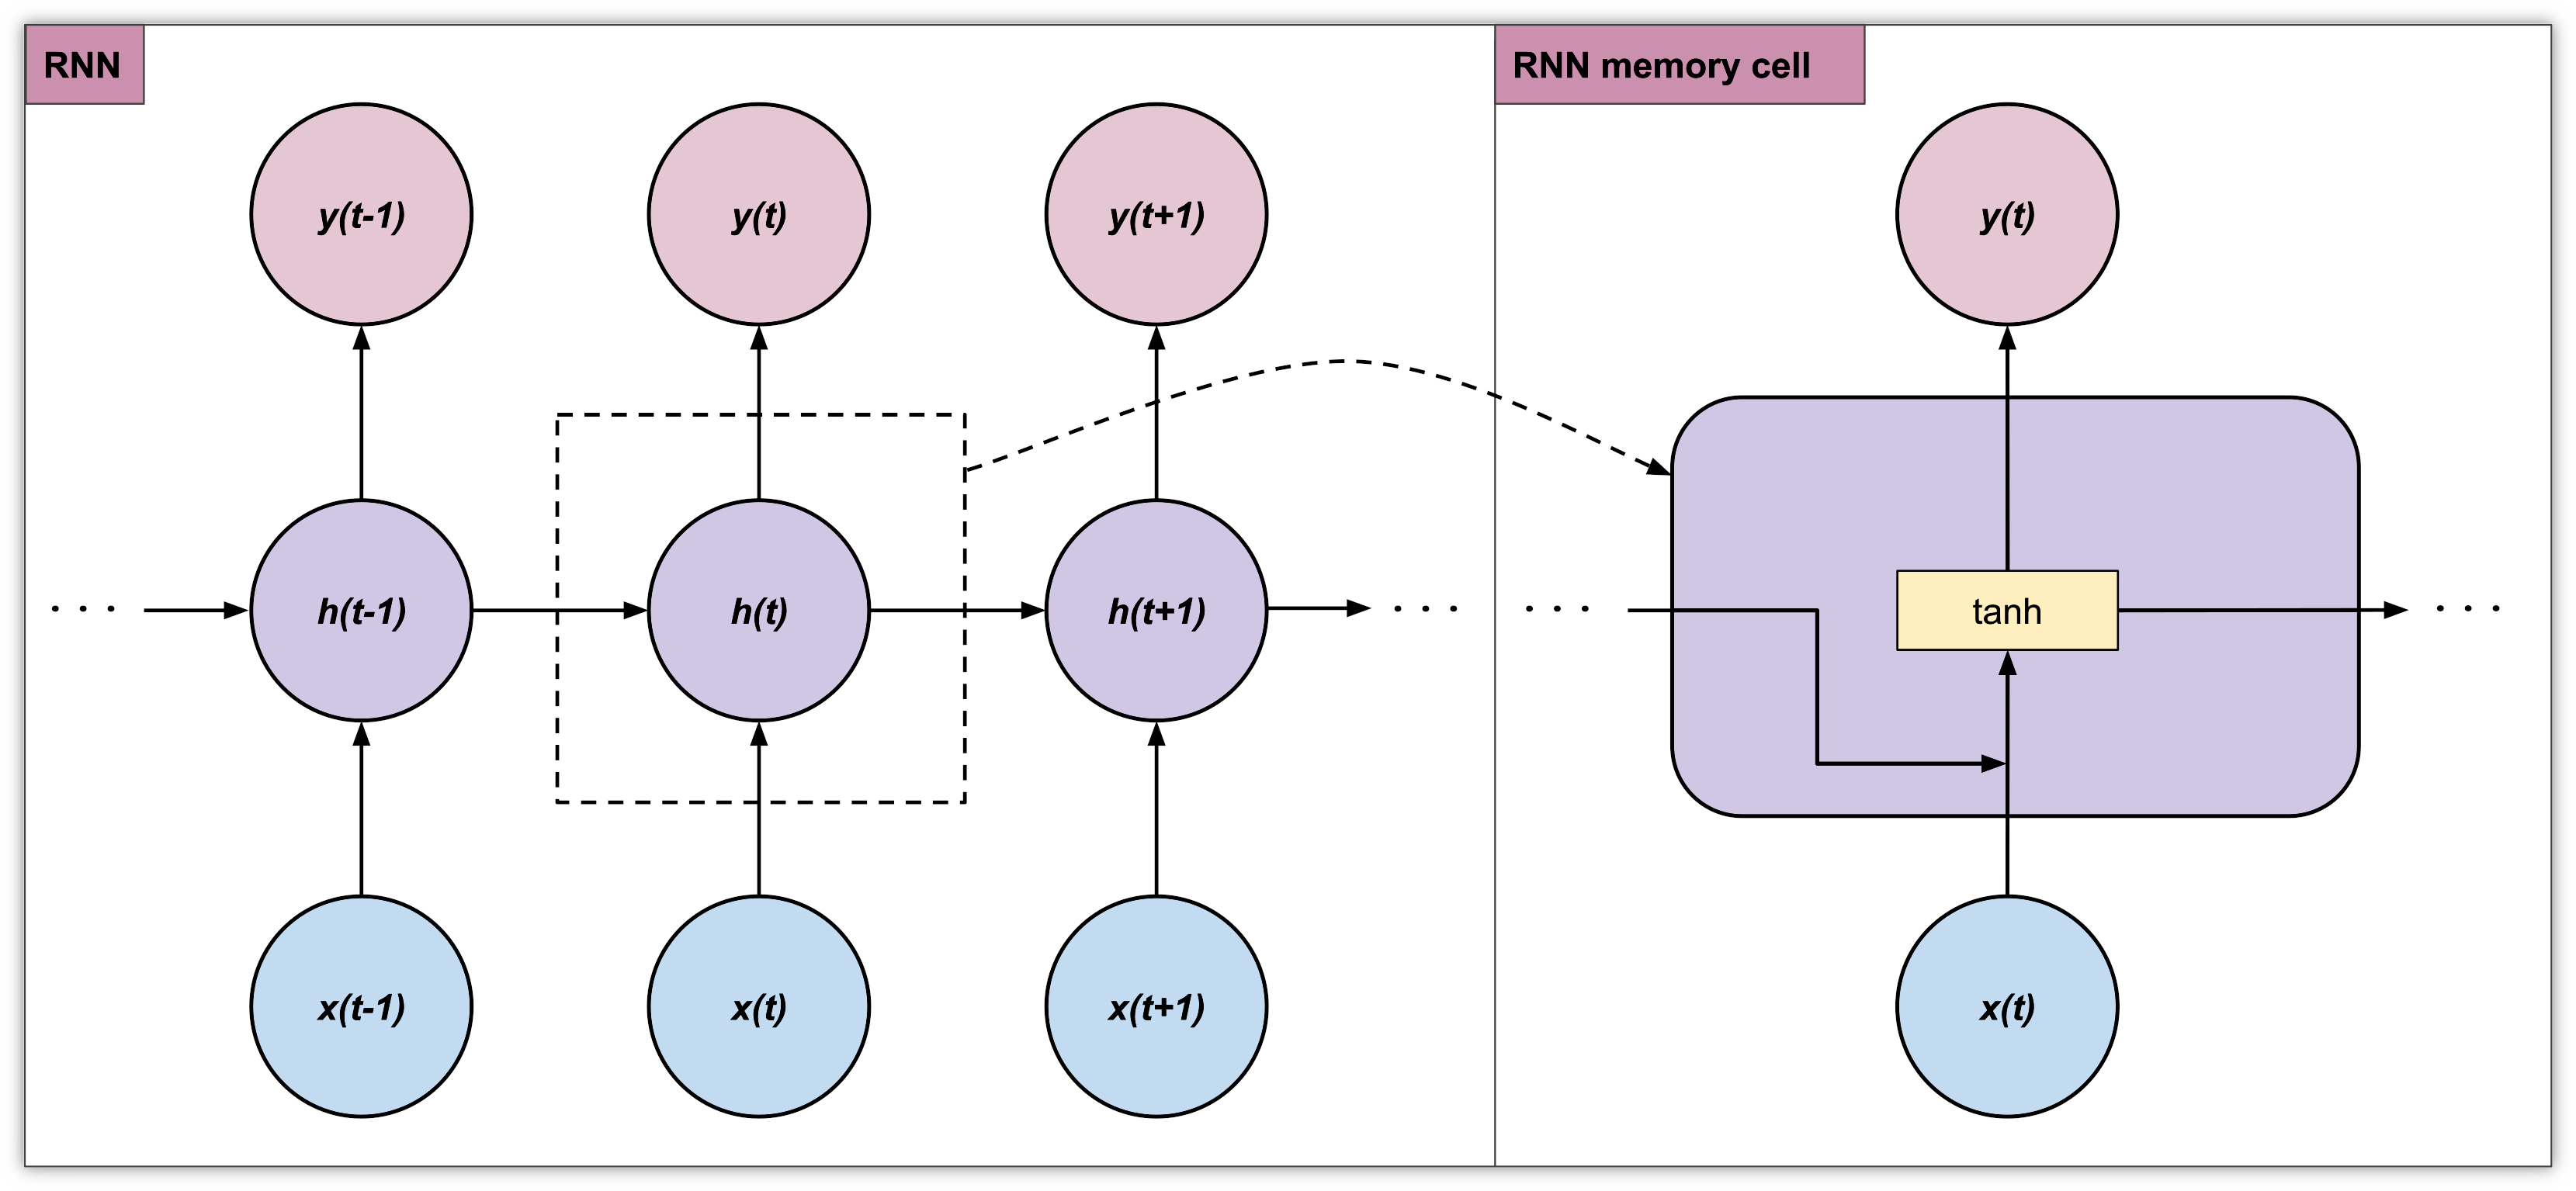 RNN
RNN memory cell
y(t-1)
y(t)
y(t+1)
y(t)
. . .
h(t-1)
h(t)
h(t+1)
. . .
. . .
tanh
. . .
x(t-1)
x(t)
x(t+1)
x(t)